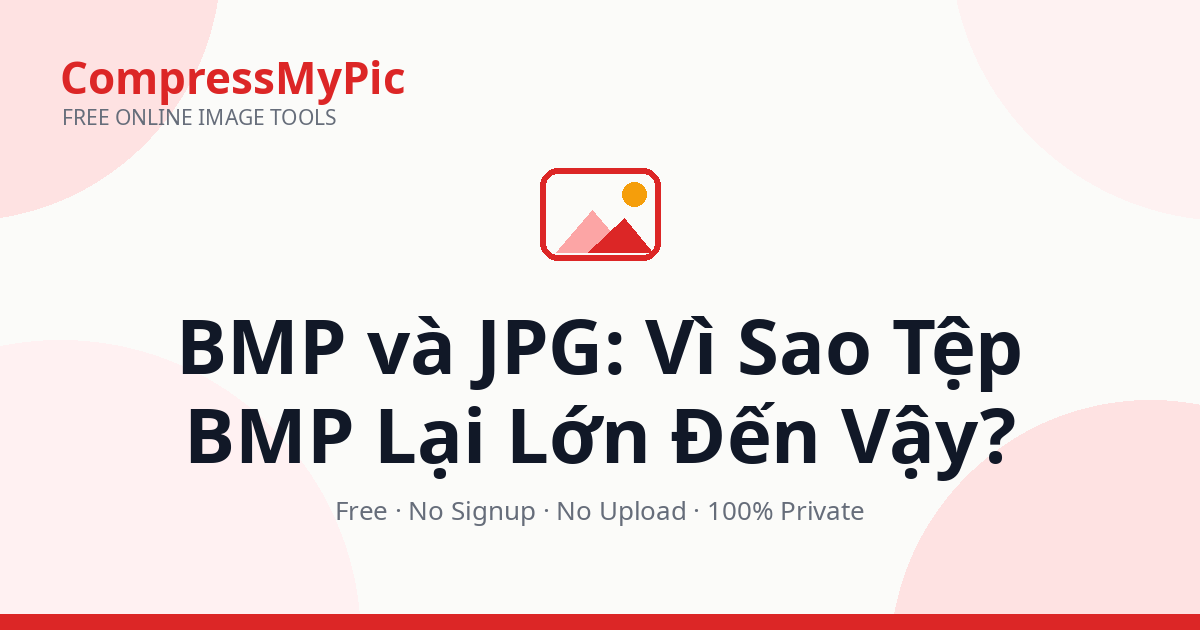 CompressMyPic
FREE ONLINE IMAGE TOOLS
BMP và JPG: Vì Sao Tệp
BMP Lại Lớn Đến Vậy?
Free · No Signup · No Upload · 100% Private